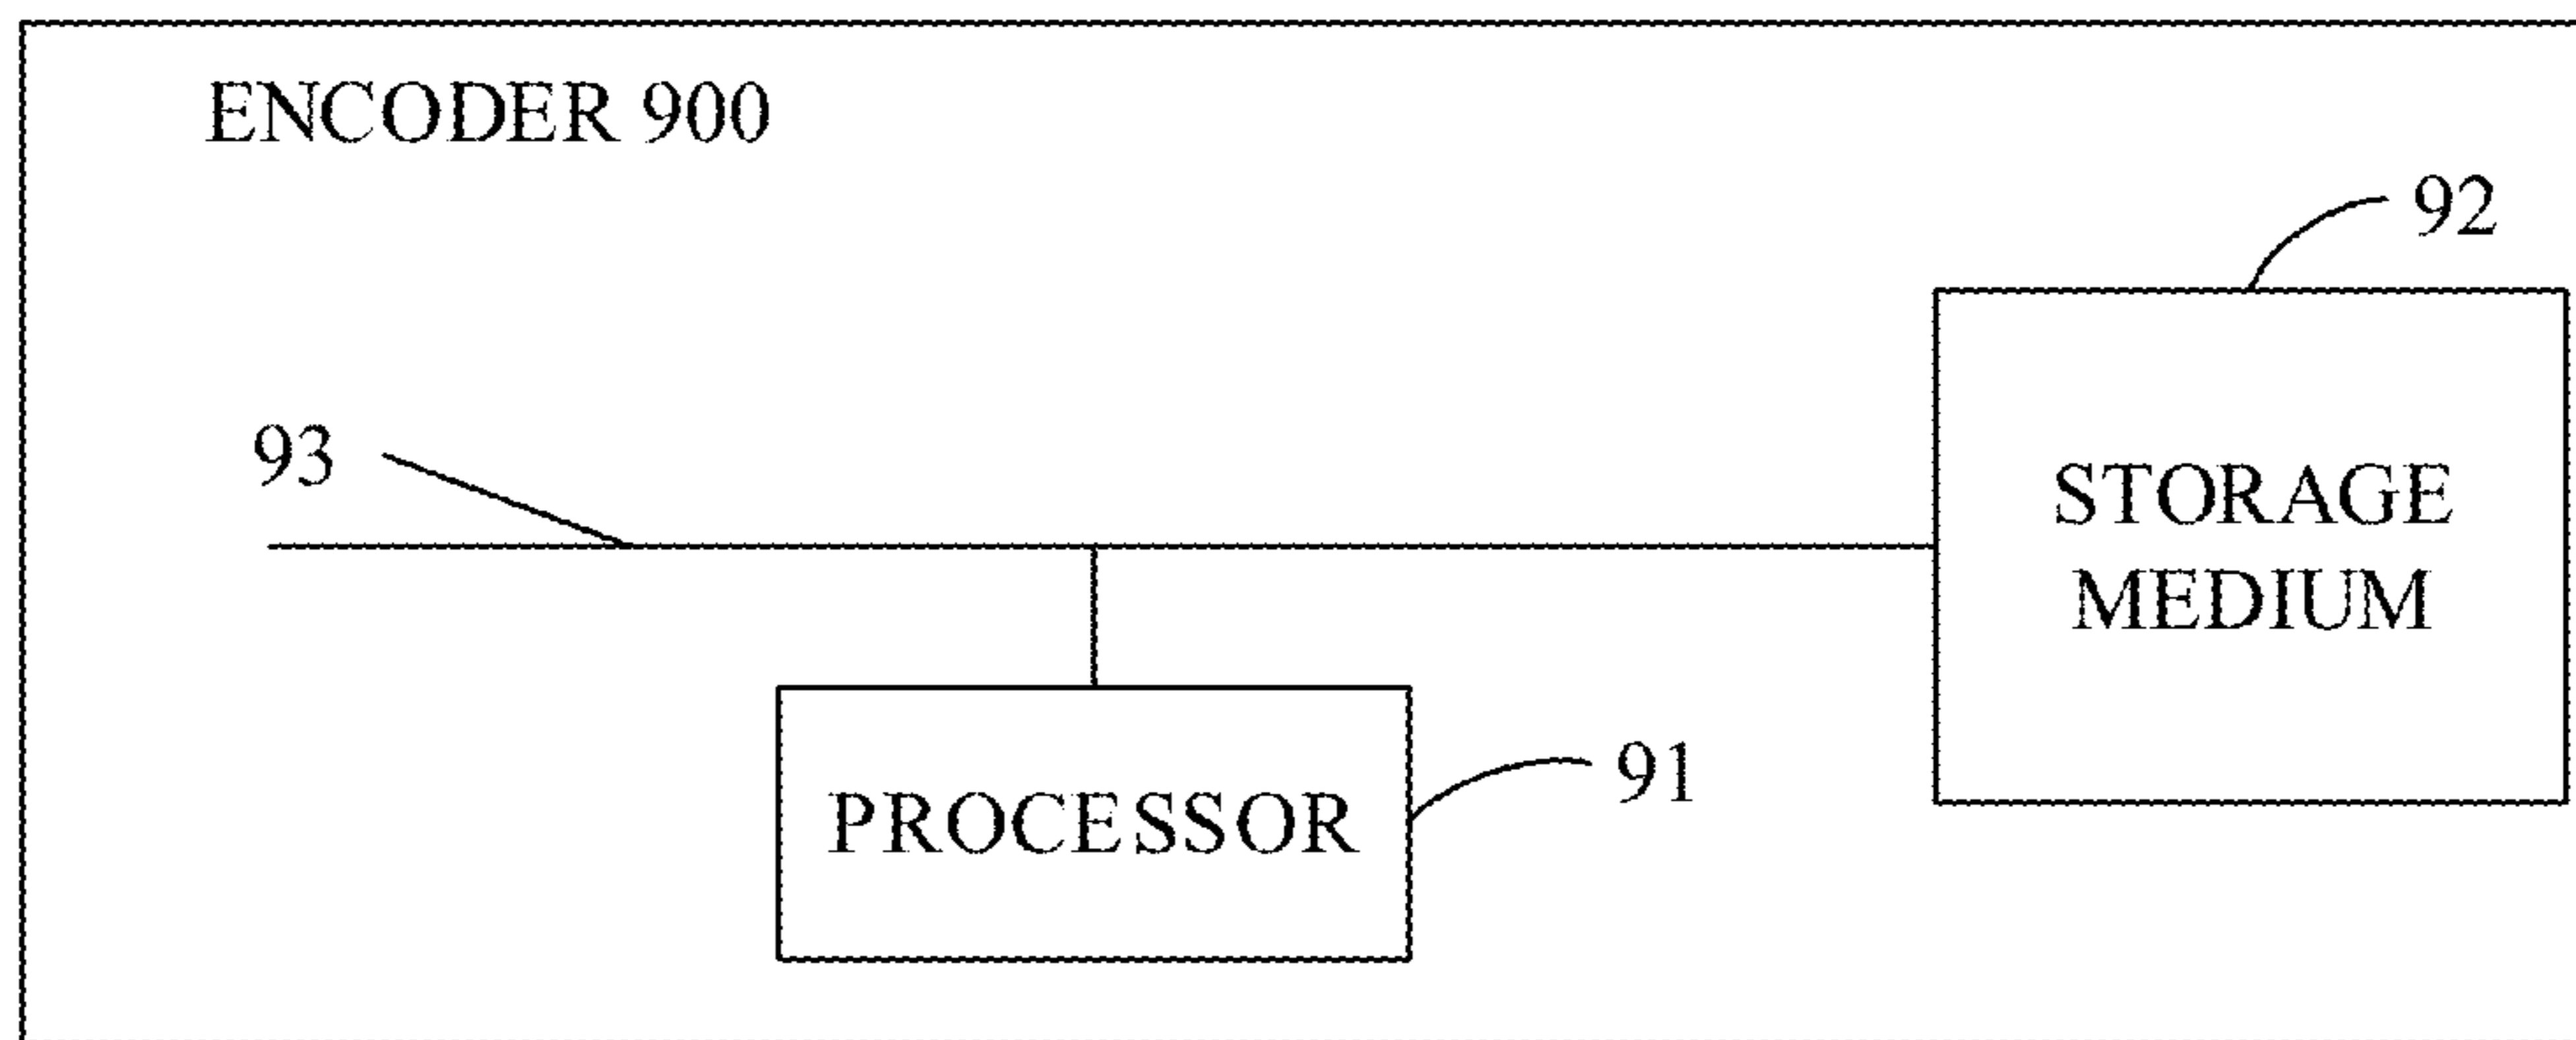 ENCODER 900
92
93
STORAGE
MEDIUM
91
PROCESSOR